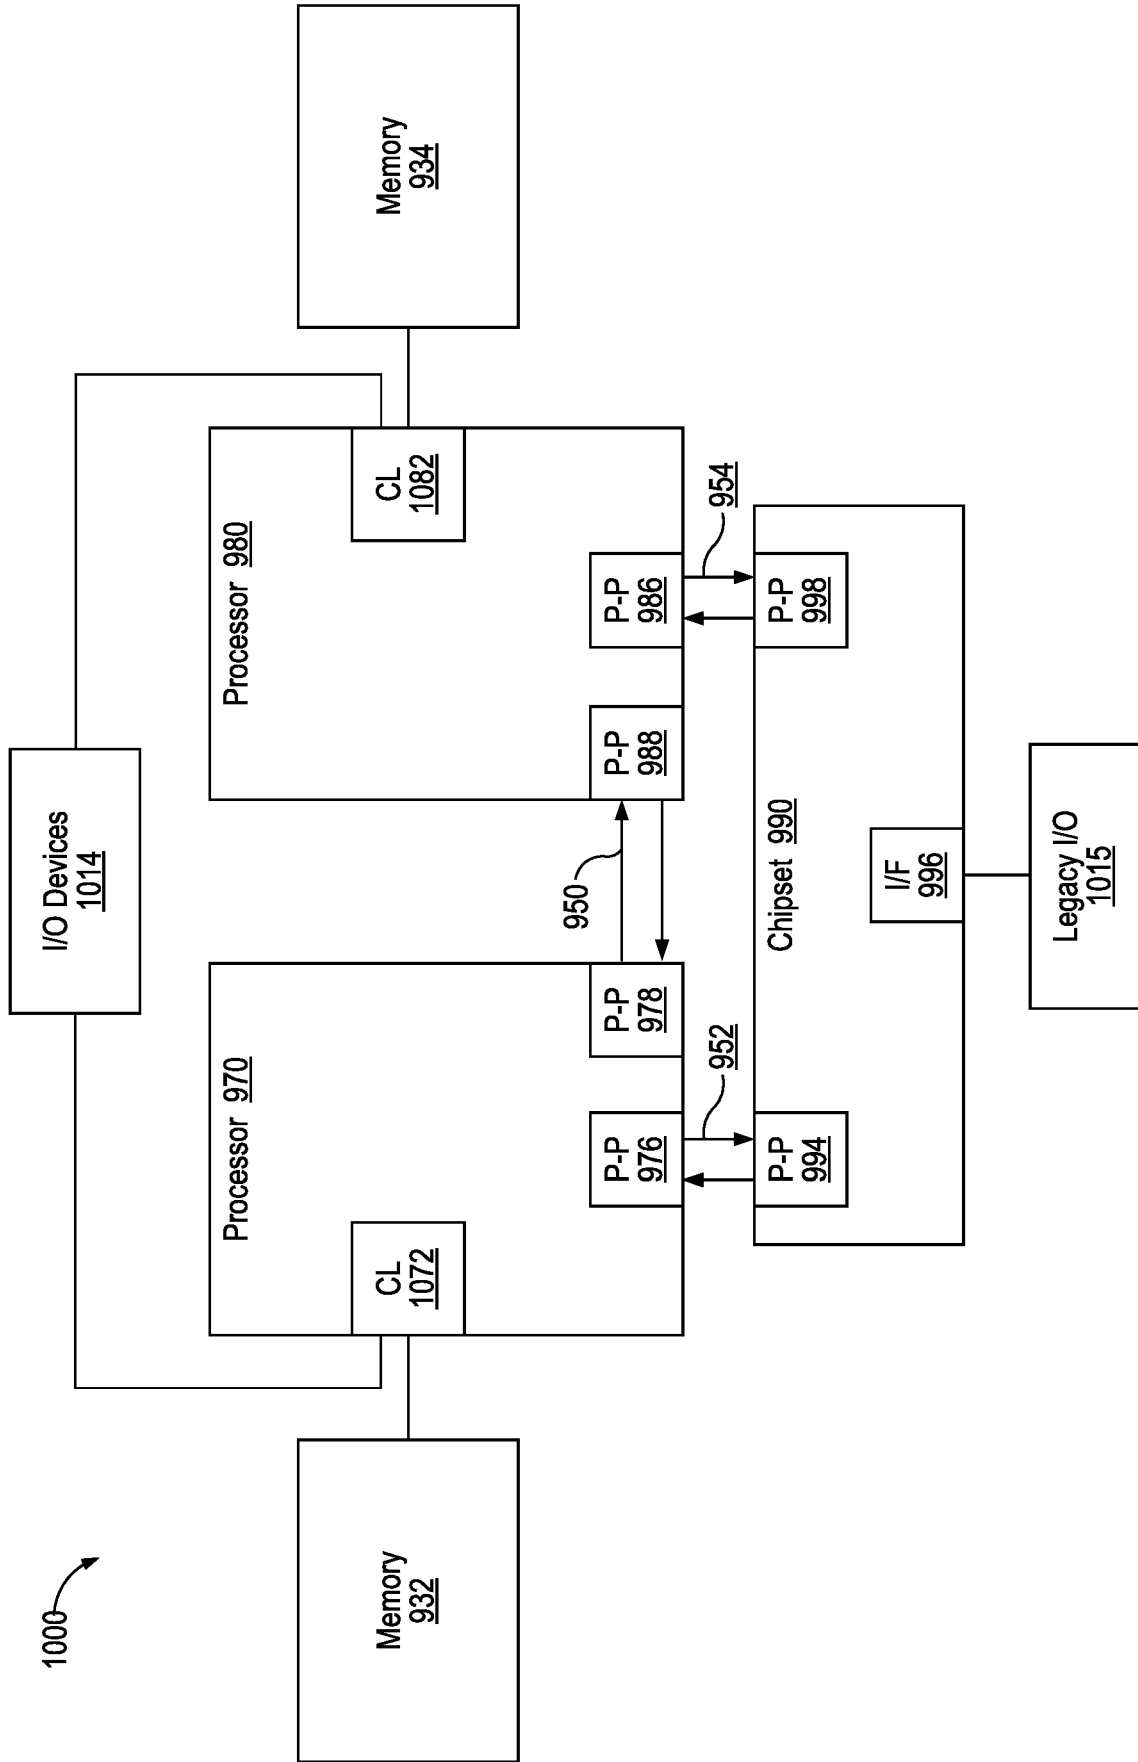 1000
I/O Devices
1014
Memory
932
CL
1072
Processor 970
P-P
976
P-P
978
950
Processor 980
CL
1082
P-P
988
P-P
986
Memory
934
952
954
Chipset 990
P-P
994
P-P
998
I/F
996
Legacy I/O
1015